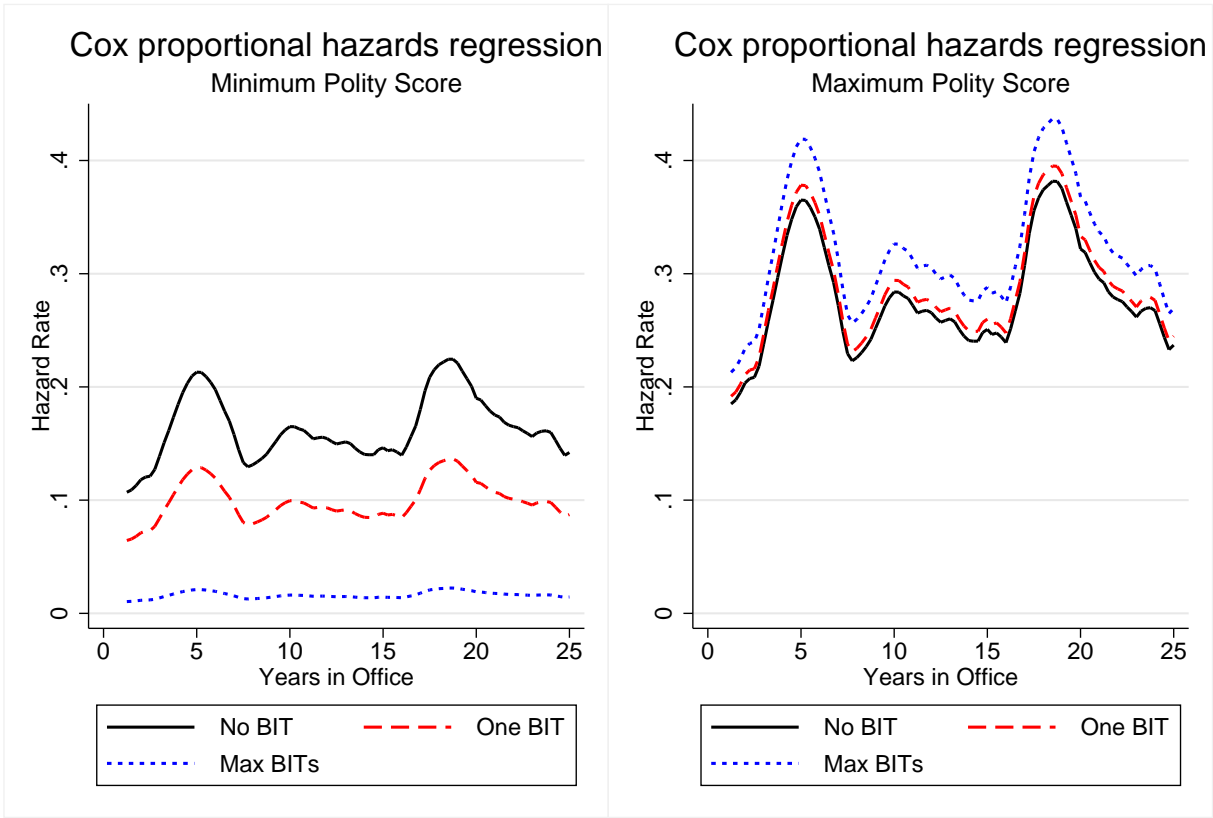 Cox proportional hazards regression
Minimum Polity Score
Hazard Rate
.4
.3
.2
.1
0
0 5 10 15 20 25
Years in Office
No BIT One BIT
Max BITs
Cox proportional hazards regression
Maximum Polity Score
Hazard Rate
.4
.3
.2
.1
0
0 5 10 15 20 25
Years in Office
No BIT One BIT
Max BITs